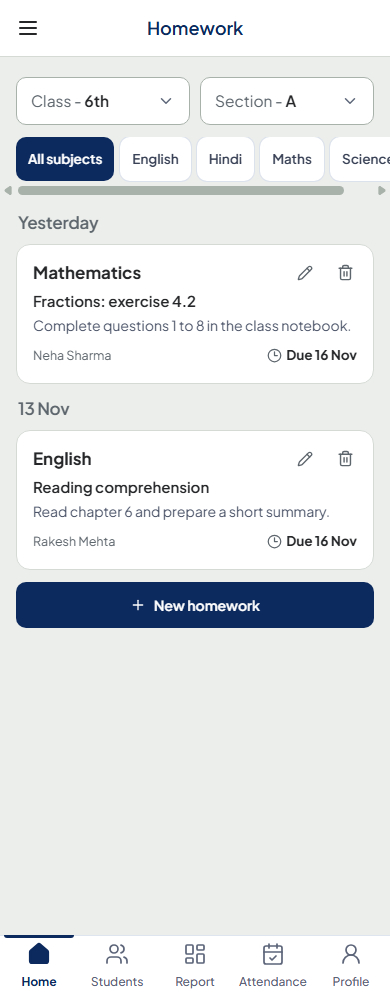 Homework
Class - 6th
Section - A
All subjects
English
Hindi
Maths
Science
Yesterday
Mathematics
Fractions: exercise 4.2
Complete questions 1 to 8 in the class notebook.
Neha Sharma
Due 16 Nov
13 Nov
English
Reading comprehension
Read chapter 6 and prepare a short summary.
Rakesh Mehta
Due 16 Nov
+ New homework
Home
Students
Report
Attendance
Profile